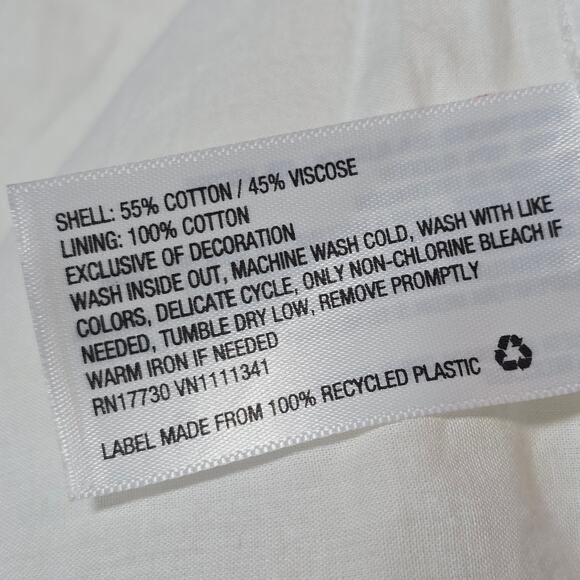 SHELL: 55% COTTON / 45% VISCOSE
LINING: 100% COTTON
EXCLUSIVE OF DECORATION
WASH INSIDE OUT, MACHINE WASH COLD, WASH WITH LIKE
COLORS, DELICATE CYCLE, ONLY NON-CHLORINE BLEACH IF
NEEDED, TUMBLE DRY LOW, REMOVE PROMPTLY
WARM IRON IF NEEDED
RN17730 VN1111341
LABEL MADE FROM 100% RECYCLED PLASTIC